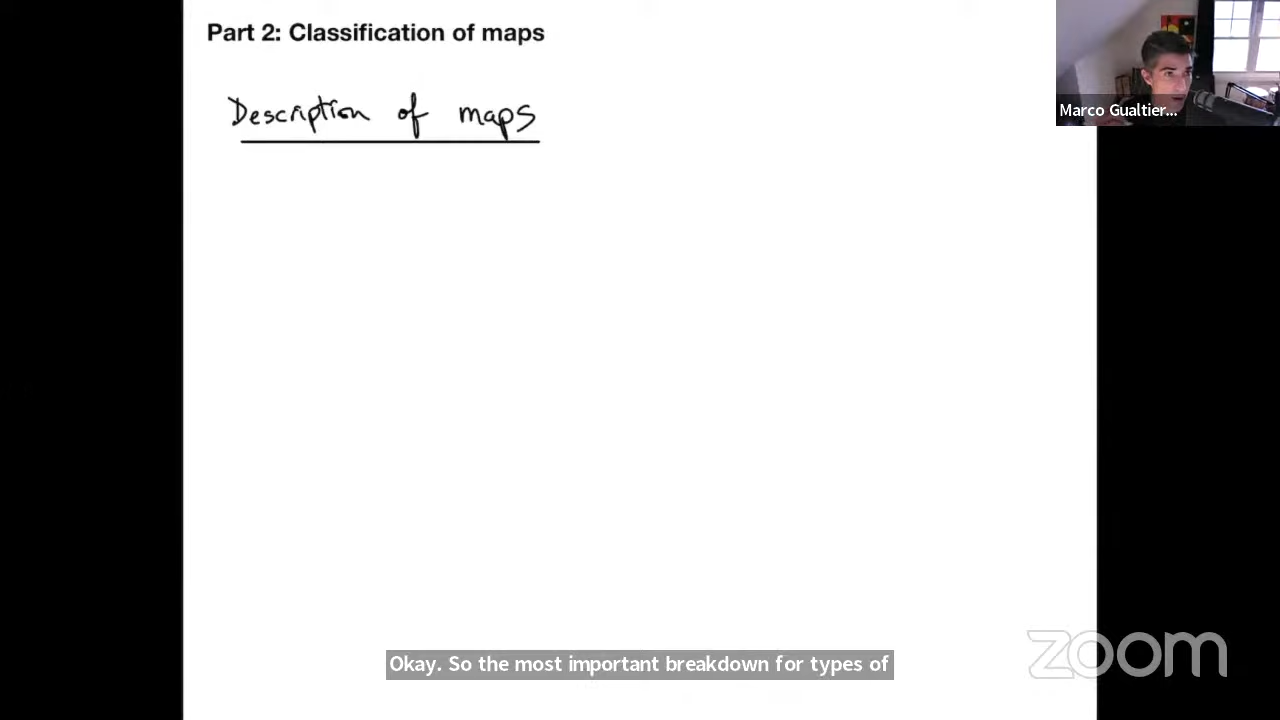 Part 2: Classification of maps
Description of maps
Marco Gualtier...
Okay. So the most important breakdown for types of
zoom